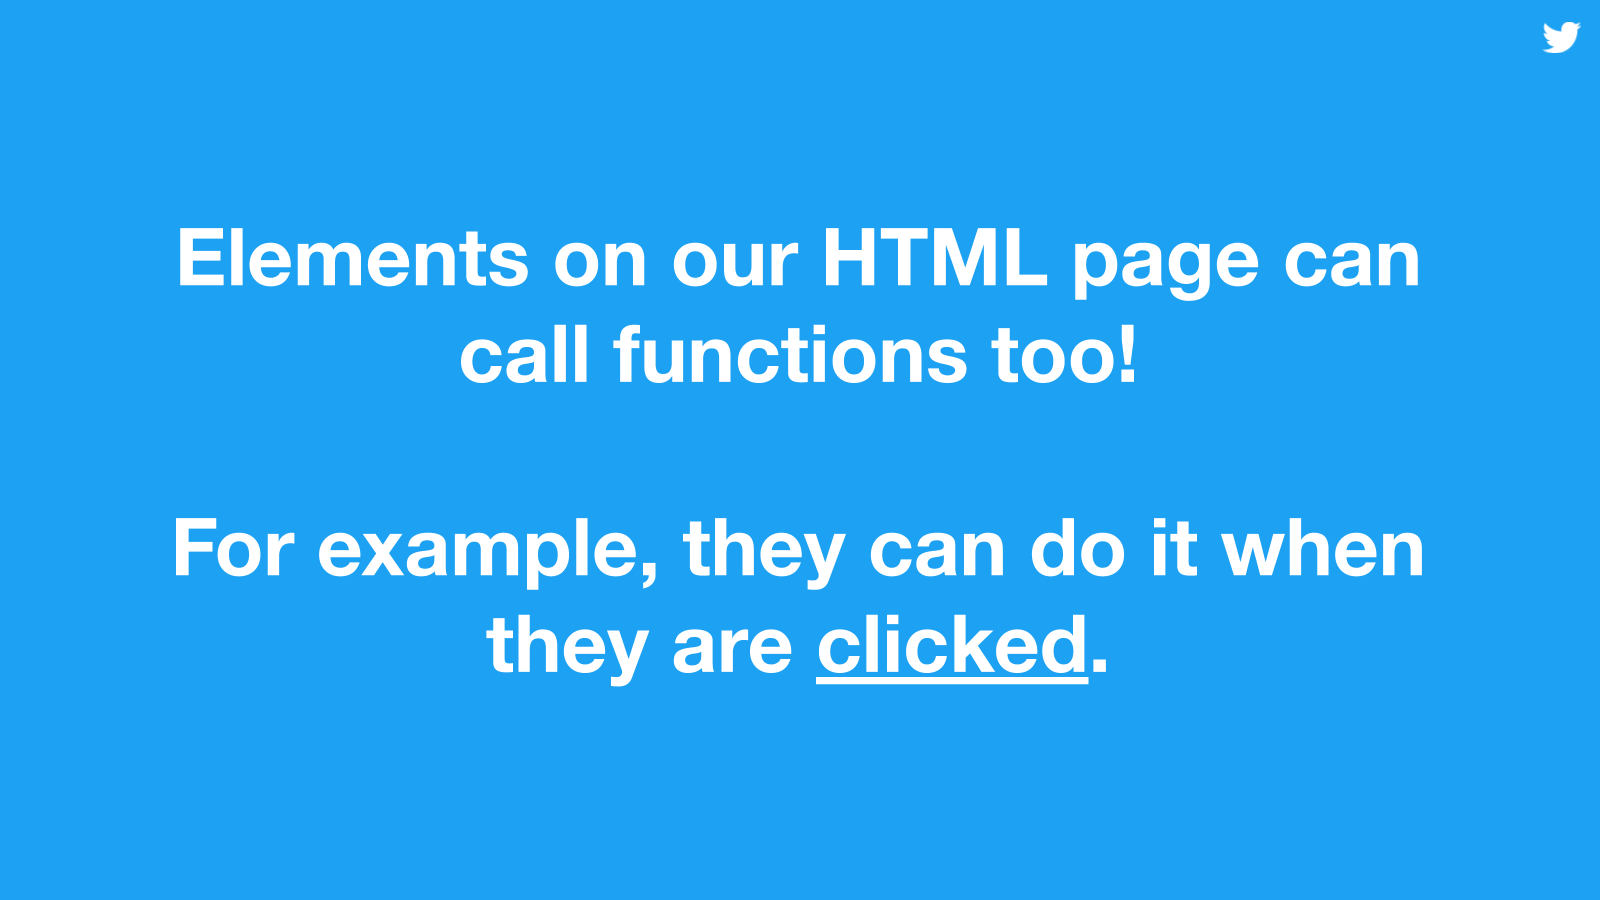 Elements on our HTML page can
call functions too!
For example, they can do it when
they are clicked.